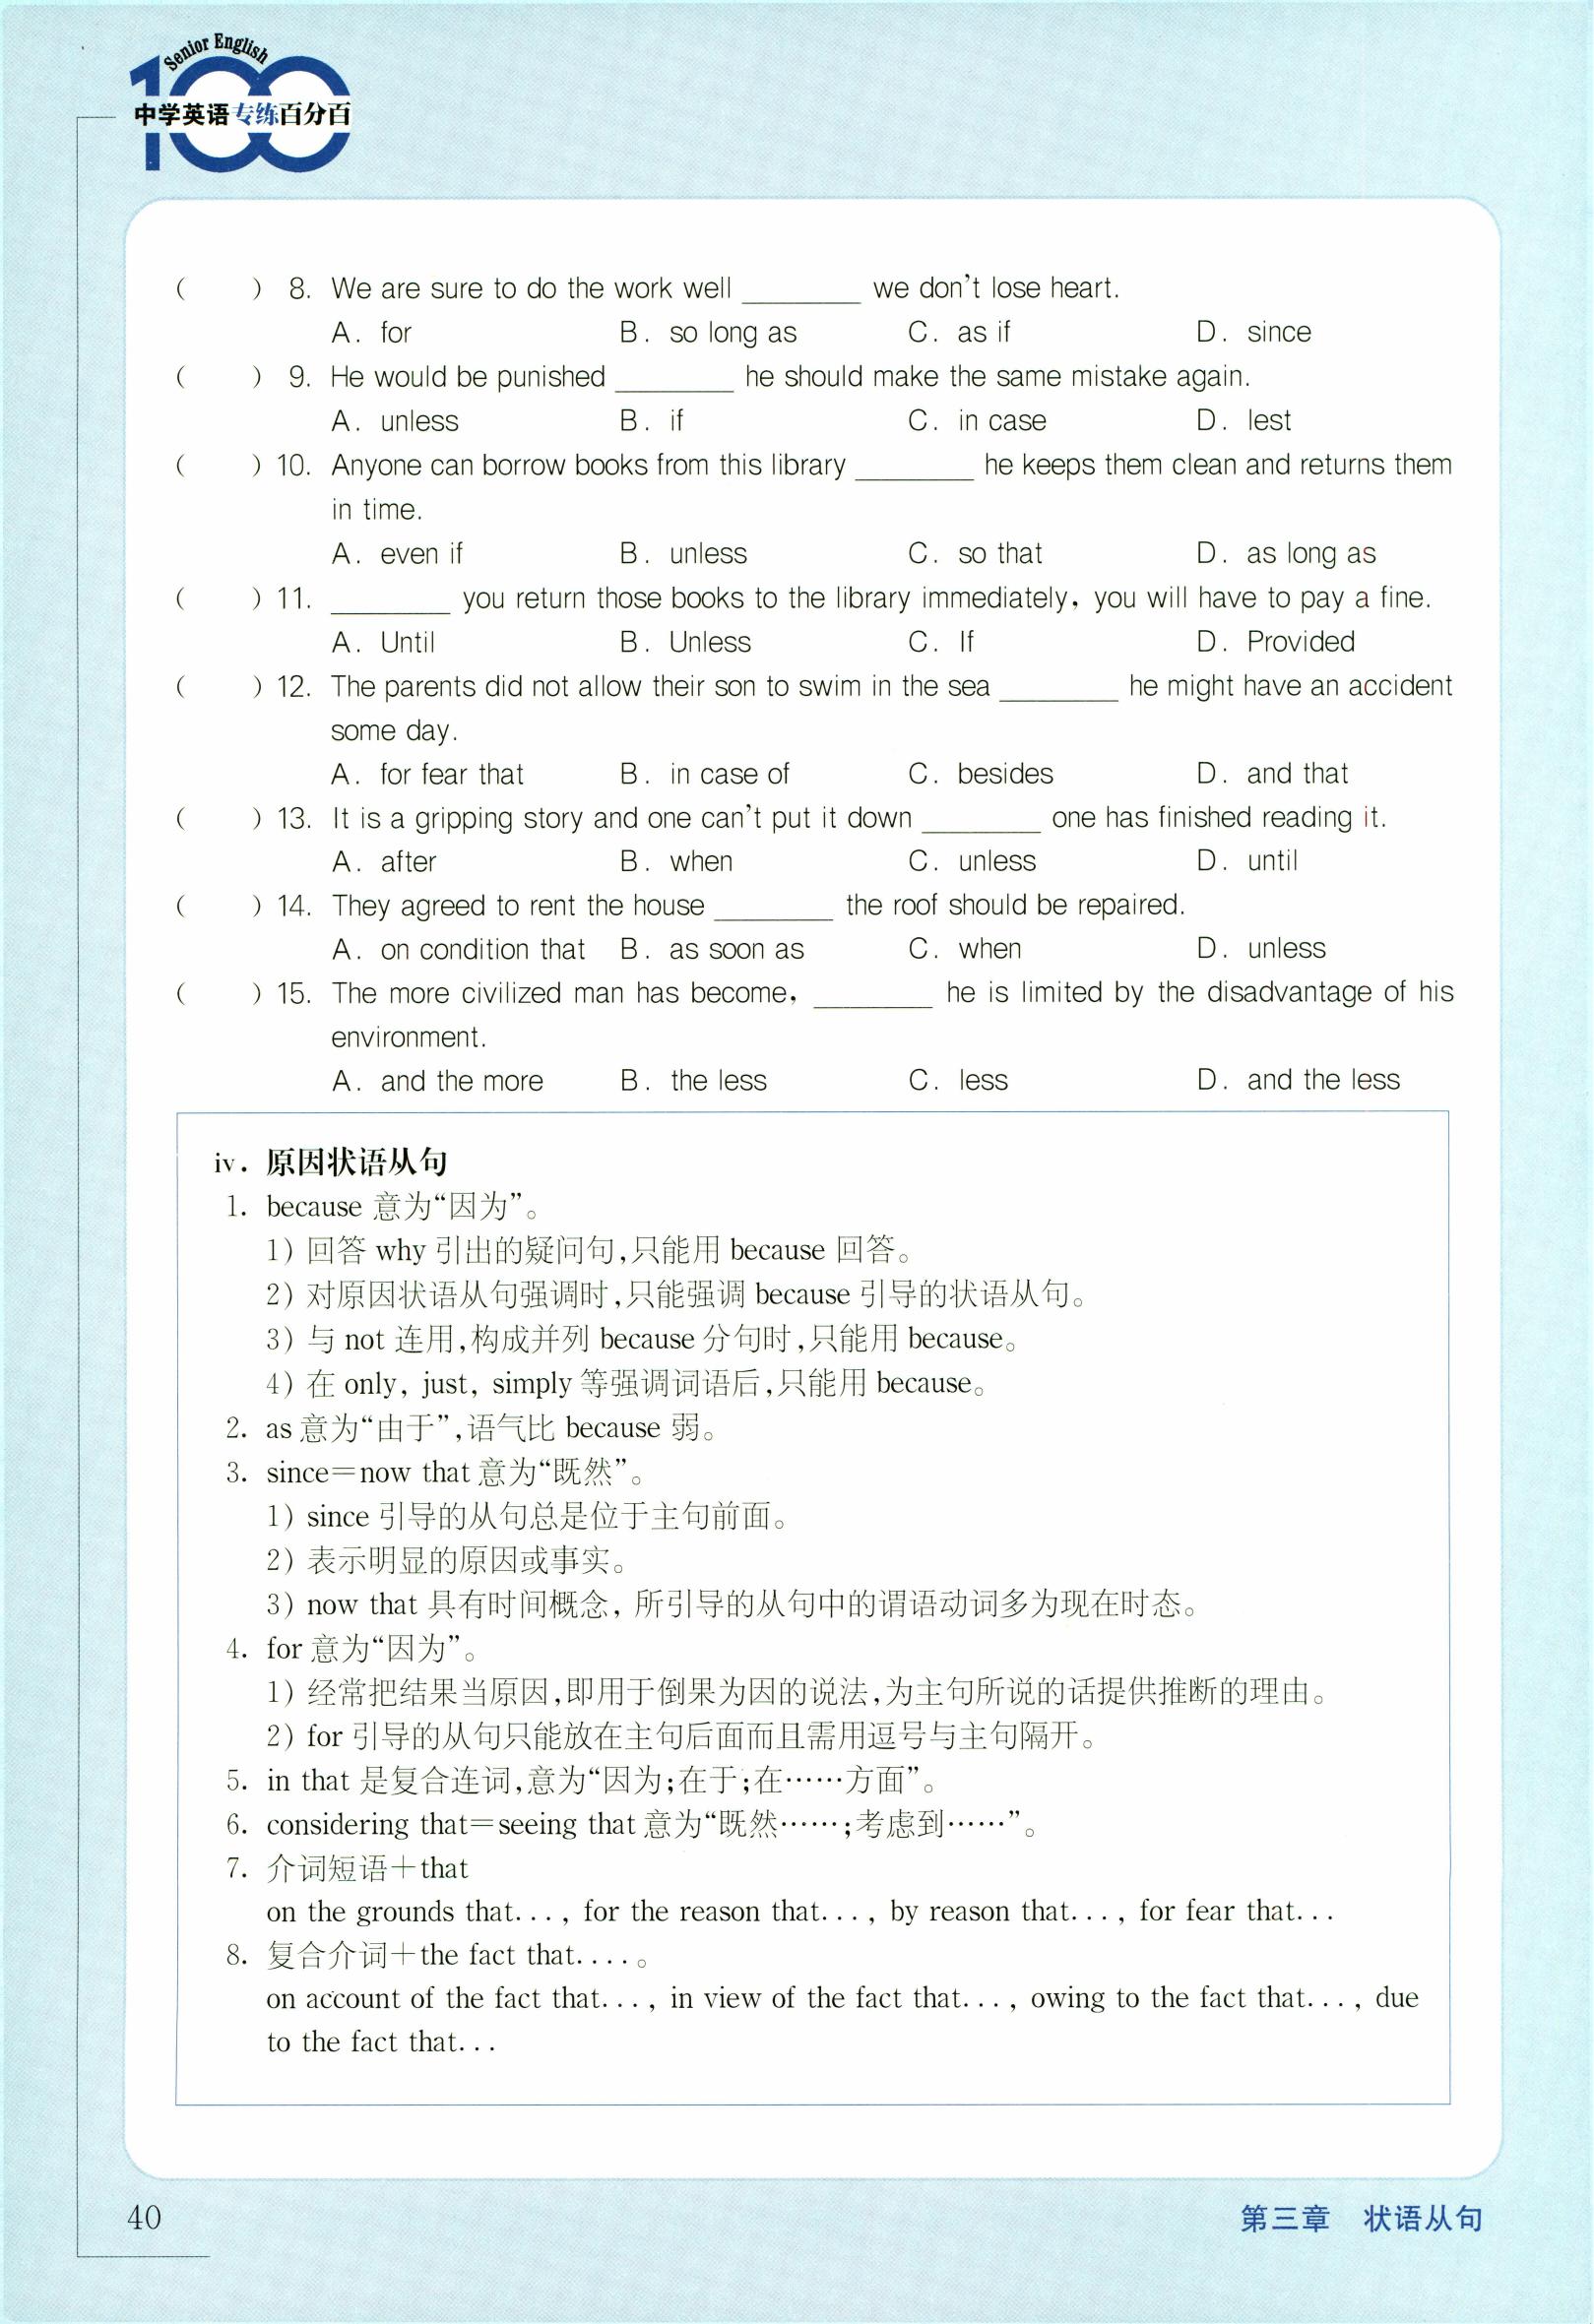 Senior English
100
中学英语专练百分百
(　　) 8. We are sure to do the work well ________ we don't lose heart.
A. for B. so long as C. as if D. since
(　　) 9. He would be punished ________ he should make the same mistake again.
A. unless B. if C. in case D. lest
(　　) 10. Anyone can borrow books from this library ________ he keeps them clean and returns them
in time.
A. even if B. unless C. so that D. as long as
(　　) 11. ________ you return those books to the library immediately, you will have to pay a fine.
A. Until B. Unless C. If D. Provided
(　　) 12. The parents did not allow their son to swim in the sea ________ he might have an accident
some day.
A. for fear that B. in case of C. besides D. and that
(　　) 13. It is a gripping story and one can't put it down ________ one has finished reading it.
A. after B. when C. unless D. until
(　　) 14. They agreed to rent the house ________ the roof should be repaired.
A. on condition that B. as soon as C. when D. unless
(　　) 15. The more civilized man has become, ________ he is limited by the disadvantage of his
environment.
A. and the more B. the less C. less D. and the less
iv. 原因状语从句
1. because 意为“因为”。
1) 回答 why 引出的疑问句,只能用 because 回答。
2) 对原因状语从句强调时,只能强调 because 引导的状语从句。
3) 与 not 连用,构成并列 because 分句时,只能用 because。
4) 在 only, just, simply 等强调词语后,只能用 because。
2. as 意为“由于”,语气比 because 弱。
3. since=now that 意为“既然”。
1) since 引导的从句总是位于主句前面。
2) 表示明显的原因或事实。
3) now that 具有时间概念, 所引导的从句中的谓语动词多为现在时态。
4. for 意为“因为”。
1) 经常把结果当原因,即用于倒果为因的说法,为主句所说的话提供推断的理由。
2) for 引导的从句只能放在主句后面而且需用逗号与主句隔开。
5. in that 是复合连词,意为“因为;在于;在……方面”。
6. considering that=seeing that 意为“既然……;考虑到……”。
7. 介词短语+that
on the grounds that..., for the reason that..., by reason that..., for fear that...
8. 复合介词+the fact that....。
on account of the fact that..., in view of the fact that..., owing to the fact that..., due
to the fact that...
40
第三章 状语从句